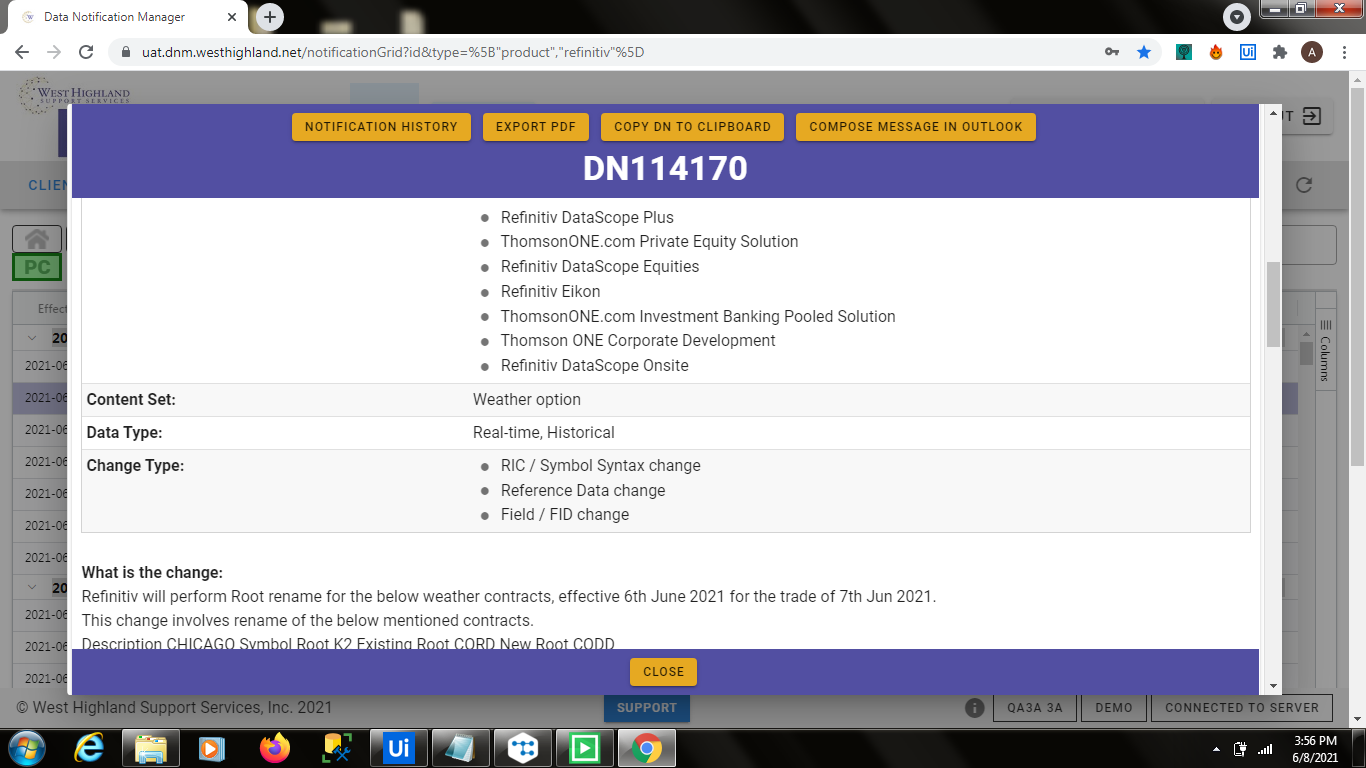 Data Notification Manager
uat.dnm.westhighland.net/notificationGrid?id&type=%5B"product","refinitiv"%5D
A
WEST HIGHLAND
SUPPORT SERVICES
NOTIFICATION HISTORY
EXPORT PDF
COPY DN TO CLIPBOARD
COMPOSE MESSAGE IN OUTLOOK
DN114170
CLIEN
PC
Effect
20
2021-06
2021-06
2021-06
2021-06
2021-06
2021-06
2021-06
20
2021-06
2021-06
2021-06
Columns
Refinitiv DataScope Plus
ThomsonONE.com Private Equity Solution
Refinitiv DataScope Equities
Refinitiv Eikon
ThomsonONE.com Investment Banking Pooled Solution
Thomson ONE Corporate Development
Refinitiv DataScope Onsite
Content Set: Weather option
Data Type: Real-time, Historical
Change Type: RIC / Symbol Syntax change
Reference Data change
Field / FID change
What is the change:
Refinitiv will perform Root rename for the below weather contracts, effective 6th June 2021 for the trade of 7th Jun 2021.
This change involves rename of the below mentioned contracts.
Description CHICAGO Symbol Root K2 Existing Root CORD New Root CODD
CLOSE
© West Highland Support Services, Inc. 2021
SUPPORT
QA3A 3A
DEMO
CONNECTED TO SERVER
Ui
Ui
3:56 PM
6/8/2021